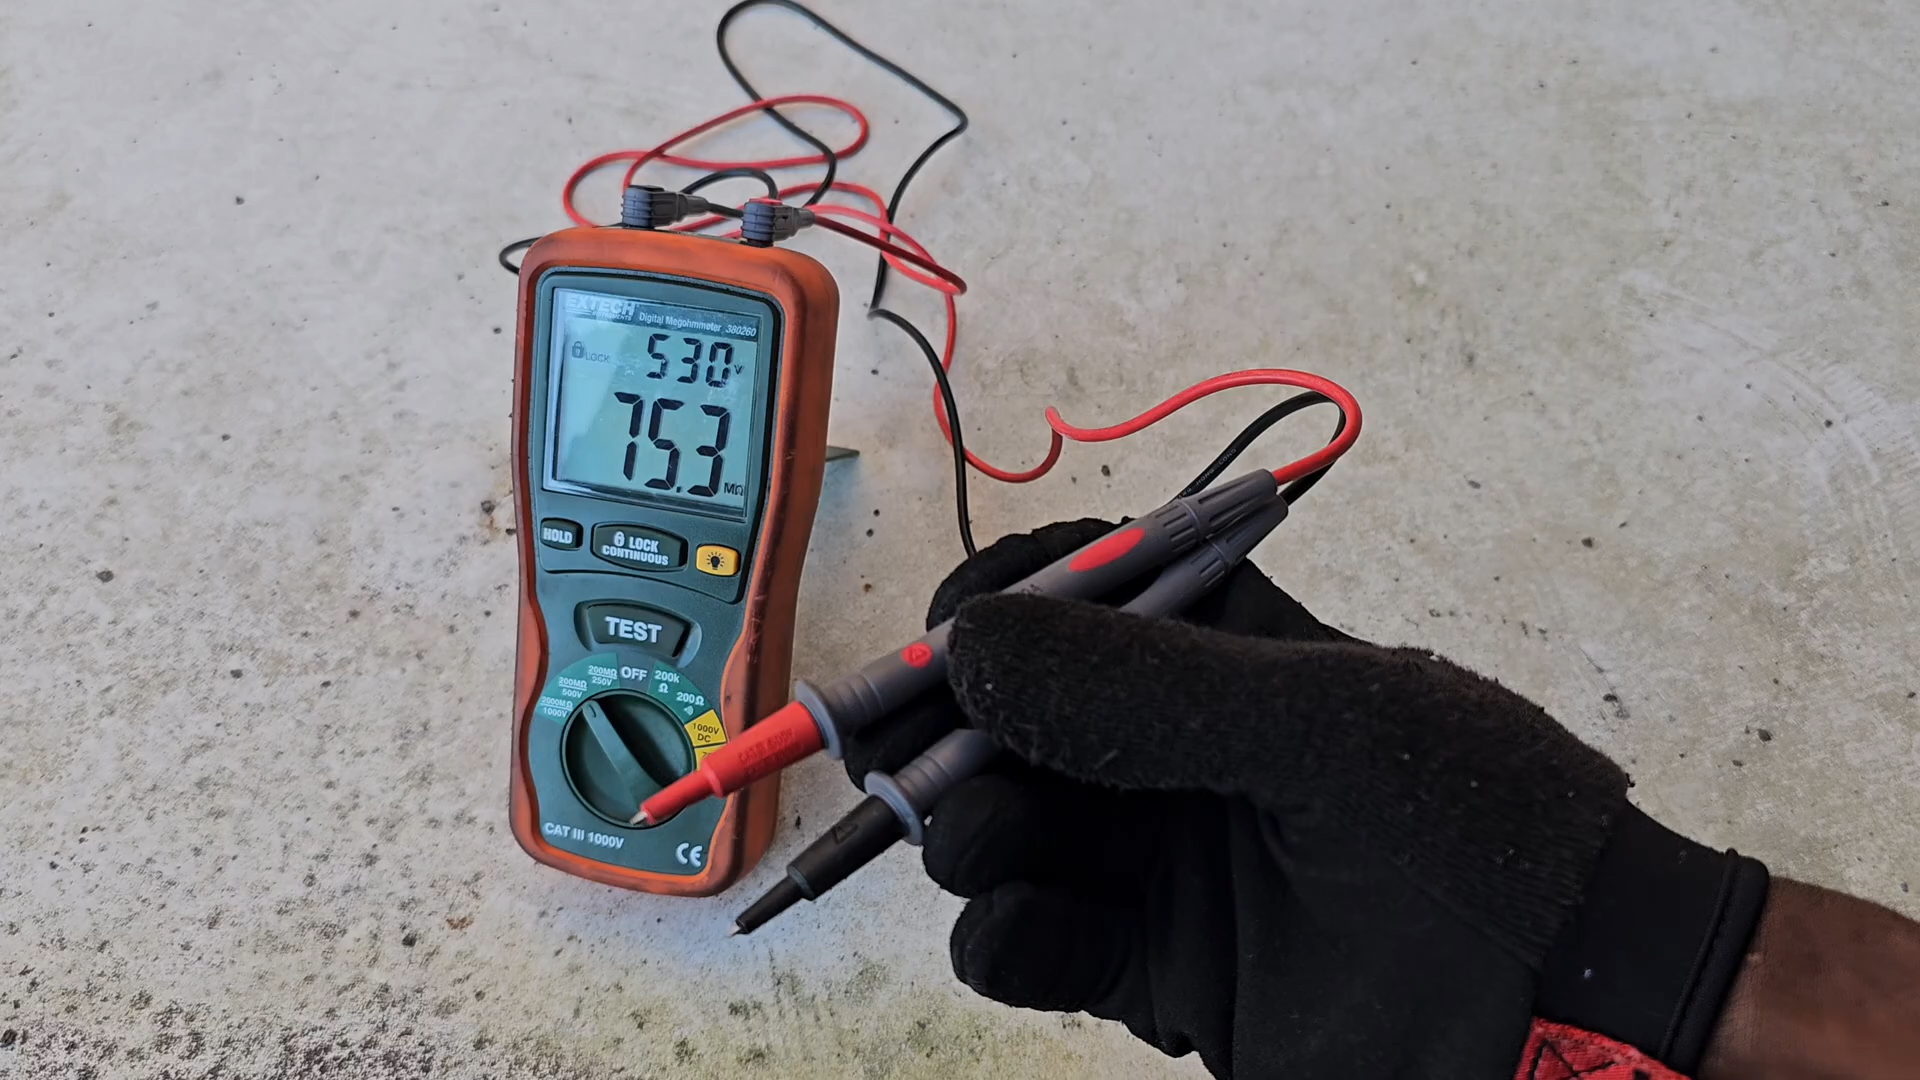 EXTECH
INSTRUMENTS
Digital Megohmmeter 380260
LOCK 530 V
75.3 MΩ
HOLD
LOCK
CONTINUOUS
TEST
OFF
200MΩ
250V
200MΩ
500V
2000MΩ
1000V
200k
Ω
200Ω
1000V
DC
CAT III 1000V
CE